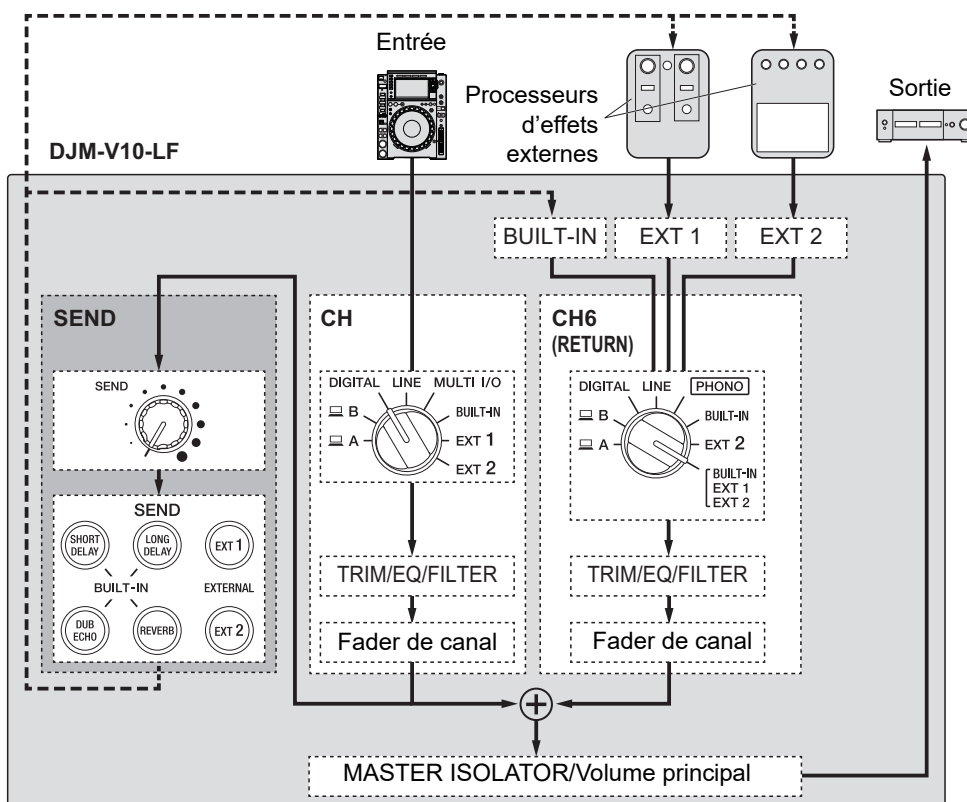 Entrée
Processeurs
d'effets
externes
Sortie
DJM-V10-LF
BUILT-IN
EXT 1
EXT 2
SEND
SEND
SEND
SHORT
DELAY
LONG
DELAY
EXT 1
BUILT-IN
EXTERNAL
DUB
ECHO
REVERB
EXT 2
CH
DIGITAL LINE MULTI I/O
B BUILT-IN
A EXT 1
EXT 2
TRIM/EQ/FILTER
Fader de canal
CH6
(RETURN)
DIGITAL LINE PHONO
B BUILT-IN
A EXT 2
BUILT-IN
EXT 1
EXT 2
TRIM/EQ/FILTER
Fader de canal
MASTER ISOLATOR/Volume principal